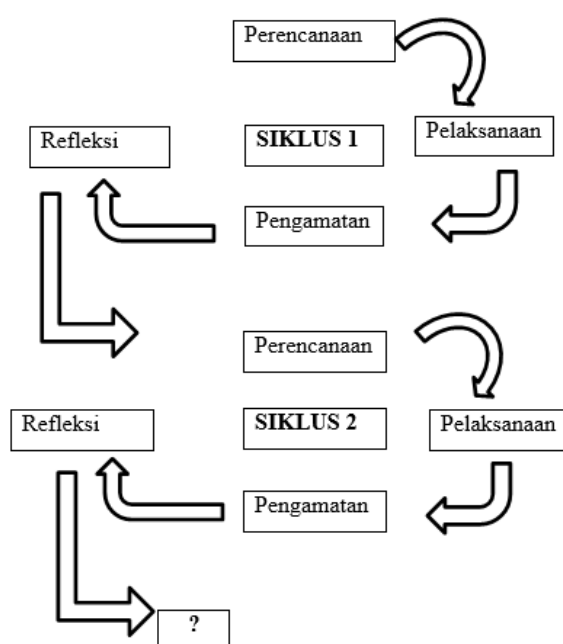 Perencanaan
Refleksi
SIKLUS 1
Pelaksanaan
Pengamatan
Perencanaan
Refleksi
SIKLUS 2
Pelaksanaan
Pengamatan
?